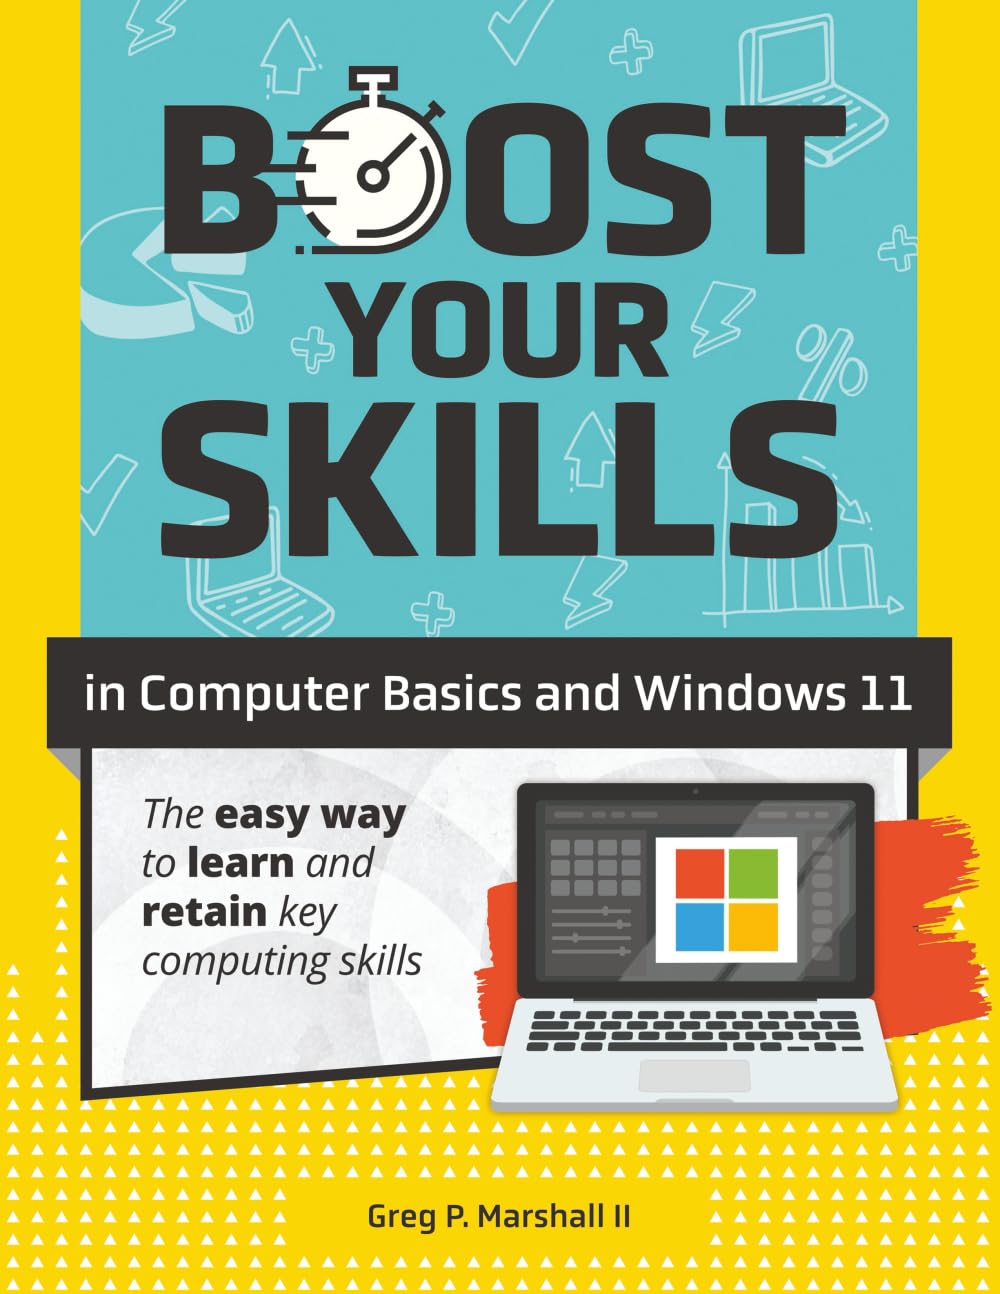 BOOST
YOUR
SKILLS
in Computer Basics and Windows 11
The easy way
to learn and
retain key
computing skills
Greg P. Marshall II